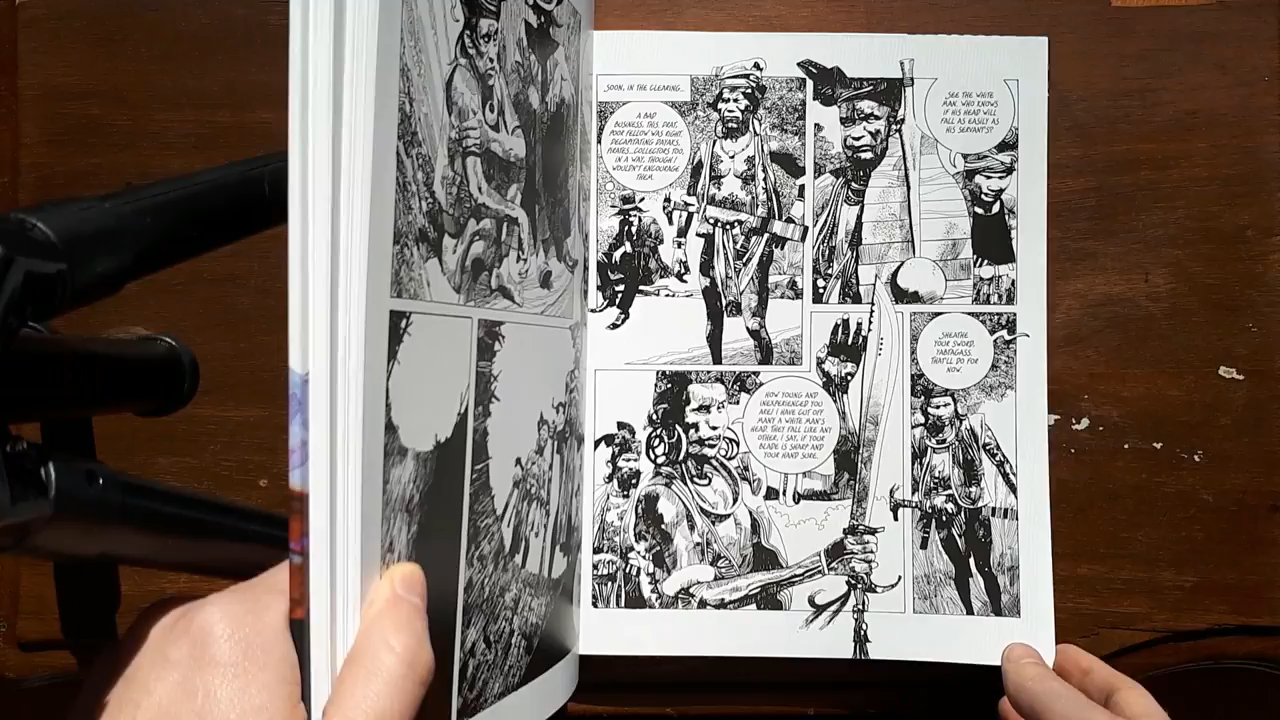 SOON, IN THE CLEARING...
A BAD
BUSINESS, THIS. DRAT,
POOR FELLOW WAS RIGHT.
DECAPITATING DAYAKS,
PIRATES... COLLECTORS TOO,
IN A WAY, THOUGH I
WOULDN'T ENCOURAGE
THEM.
SEE THE WHITE
MAN. WHO KNOWS
IF HIS HEAD WILL
FALL AS EASILY AS
HIS SERVANT'S?
HOW YOUNG AND
INEXPERIENCED YOU
ARE! I HAVE CUT OFF
MANY A WHITE MAN'S
HEAD. THEY FALL LIKE ANY
OTHER, I SAY, IF YOUR
BLADE IS SHARP AND
YOUR HAND SURE.
SHEATHE
YOUR SWORD,
THAT'LL DO FOR
NOW.